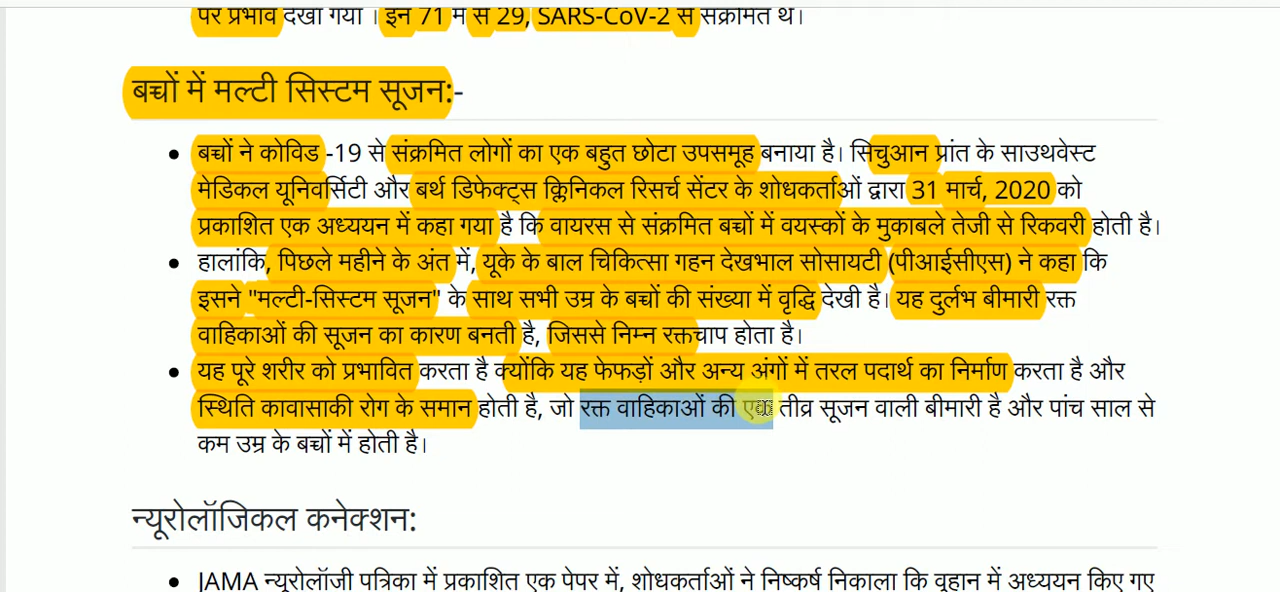 पर प्रभाव देखा गया । इन 71 में से 29, SARS-CoV-2 से संक्रमित थे।
बच्चों में मल्टी सिस्टम सूजन:-
बच्चों ने कोविड -19 से संक्रमित लोगों का एक बहुत छोटा उपसमूह बनाया है। सिचुआन प्रांत के साउथवेस्ट
मेडिकल यूनिवर्सिटी और बर्थ डिफेक्ट्स क्लिनिकल रिसर्च सेंटर के शोधकर्ताओं द्वारा 31 मार्च, 2020 को
प्रकाशित एक अध्ययन में कहा गया है कि वायरस से संक्रमित बच्चों में वयस्कों के मुकाबले तेजी से रिकवरी होती है।
हालांकि, पिछले महीने के अंत में, यूके के बाल चिकित्सा गहन देखभाल सोसायटी (पीआईसीएस) ने कहा कि
इसने "मल्टी-सिस्टम सूजन" के साथ सभी उम्र के बच्चों की संख्या में वृद्धि देखी है। यह दुर्लभ बीमारी रक्त
वाहिकाओं की सूजन का कारण बनती है, जिससे निम्न रक्तचाप होता है।
यह पूरे शरीर को प्रभावित करता है क्योंकि यह फेफड़ों और अन्य अंगों में तरल पदार्थ का निर्माण करता है और
स्थिति कावासाकी रोग के समान होती है, जो रक्त वाहिकाओं की एक तीव्र सूजन वाली बीमारी है और पांच साल से
कम उम्र के बच्चों में होती है।
न्यूरोलॉजिकल कनेक्शन:
JAMA न्यूरोलॉजी पत्रिका में प्रकाशित एक पेपर में, शोधकर्ताओं ने निष्कर्ष निकाला कि वुहान में अध्ययन किए गए